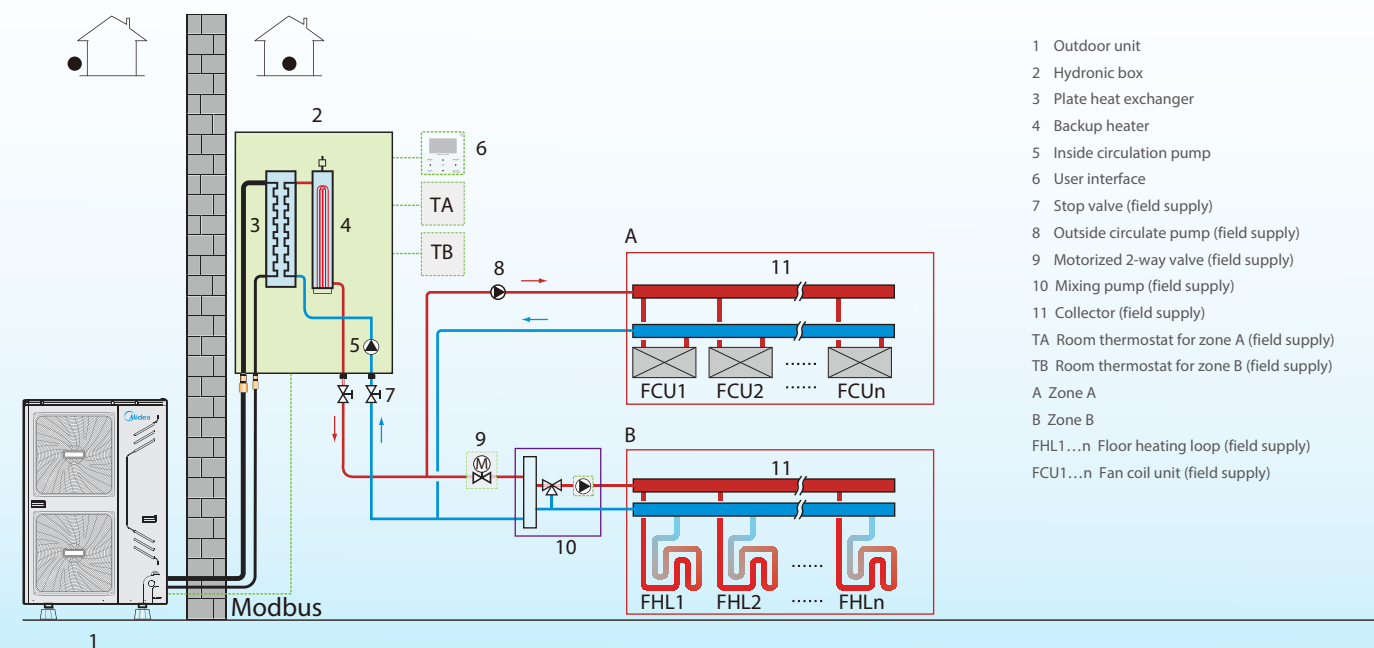 2
6
TA
3
4
TB
A
8
11
5
7
FCU1
FCU2
......
......
FCUn
Midea
9
B
M
11
10
......
FHL1
FHL2
......
FHLn
Modbus
1
1 Outdoor unit
2 Hydronic box
3 Plate heat exchanger
4 Backup heater
5 Inside circulation pump
6 User interface
7 Stop valve (field supply)
8 Outside circulate pump (field supply)
9 Motorized 2-way valve (field supply)
10 Mixing pump (field supply)
11 Collector (field supply)
TA Room thermostat for zone A (field supply)
TB Room thermostat for zone B (field supply)
A Zone A
B Zone B
FHL1...n Floor heating loop (field supply)
FCU1...n Fan coil unit (field supply)